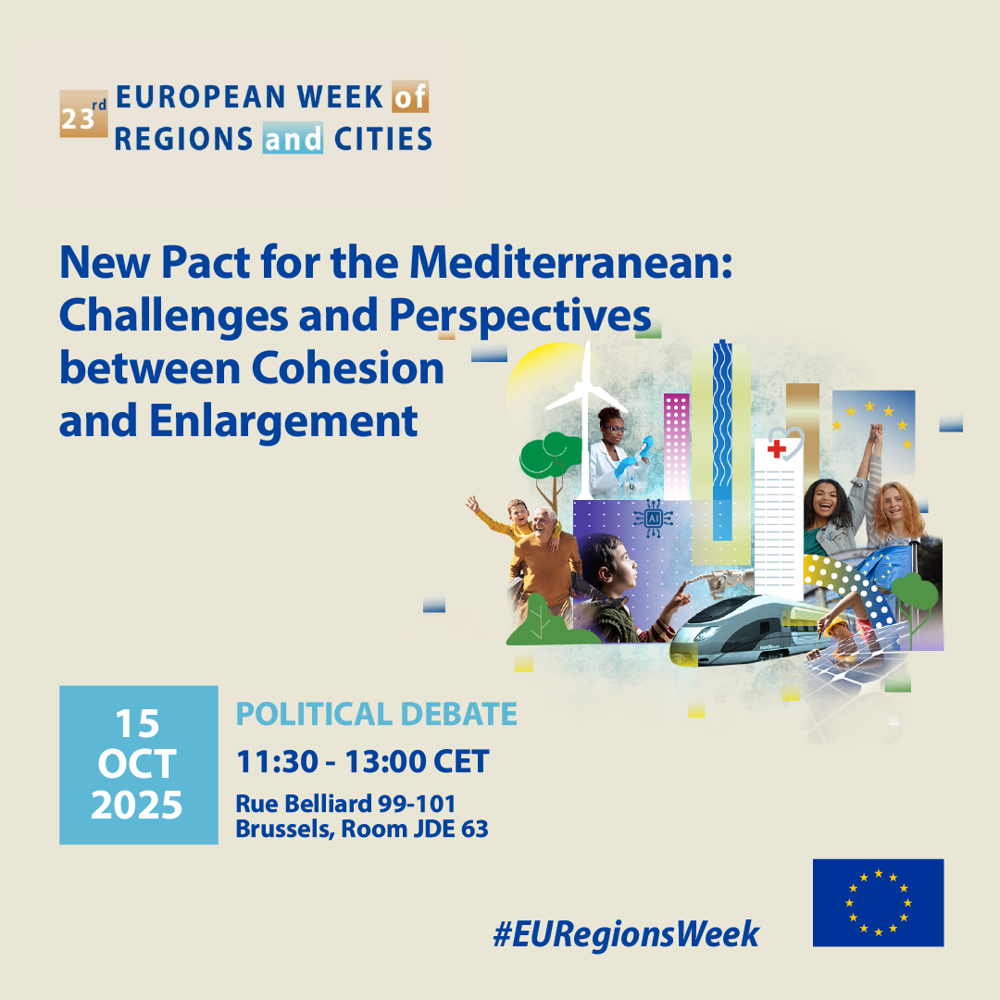 23rd EUROPEAN WEEK of
REGIONS and CITIES
New Pact for the Mediterranean:
Challenges and Perspectives
between Cohesion
and Enlargement
AI
15
OCT
2025
POLITICAL DEBATE
11:30 - 13:00 CET
Rue Belliard 99-101
Brussels, Room JDE 63
#EURegionsWeek